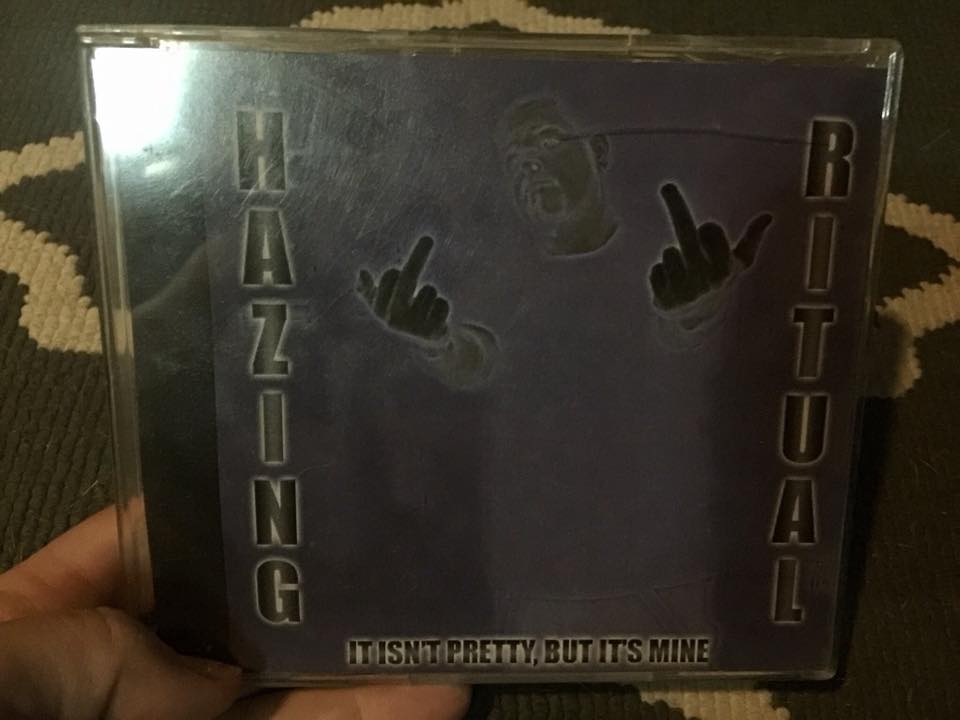 HAZING
RITUAL
IT ISN'T PRETTY, BUT IT'S MINE